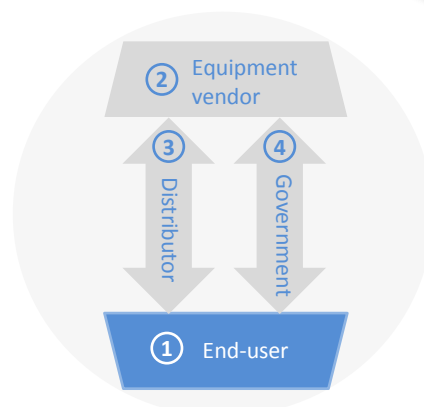 2 Equipment
vendor
3 4
Distributor
Government
1 End-user